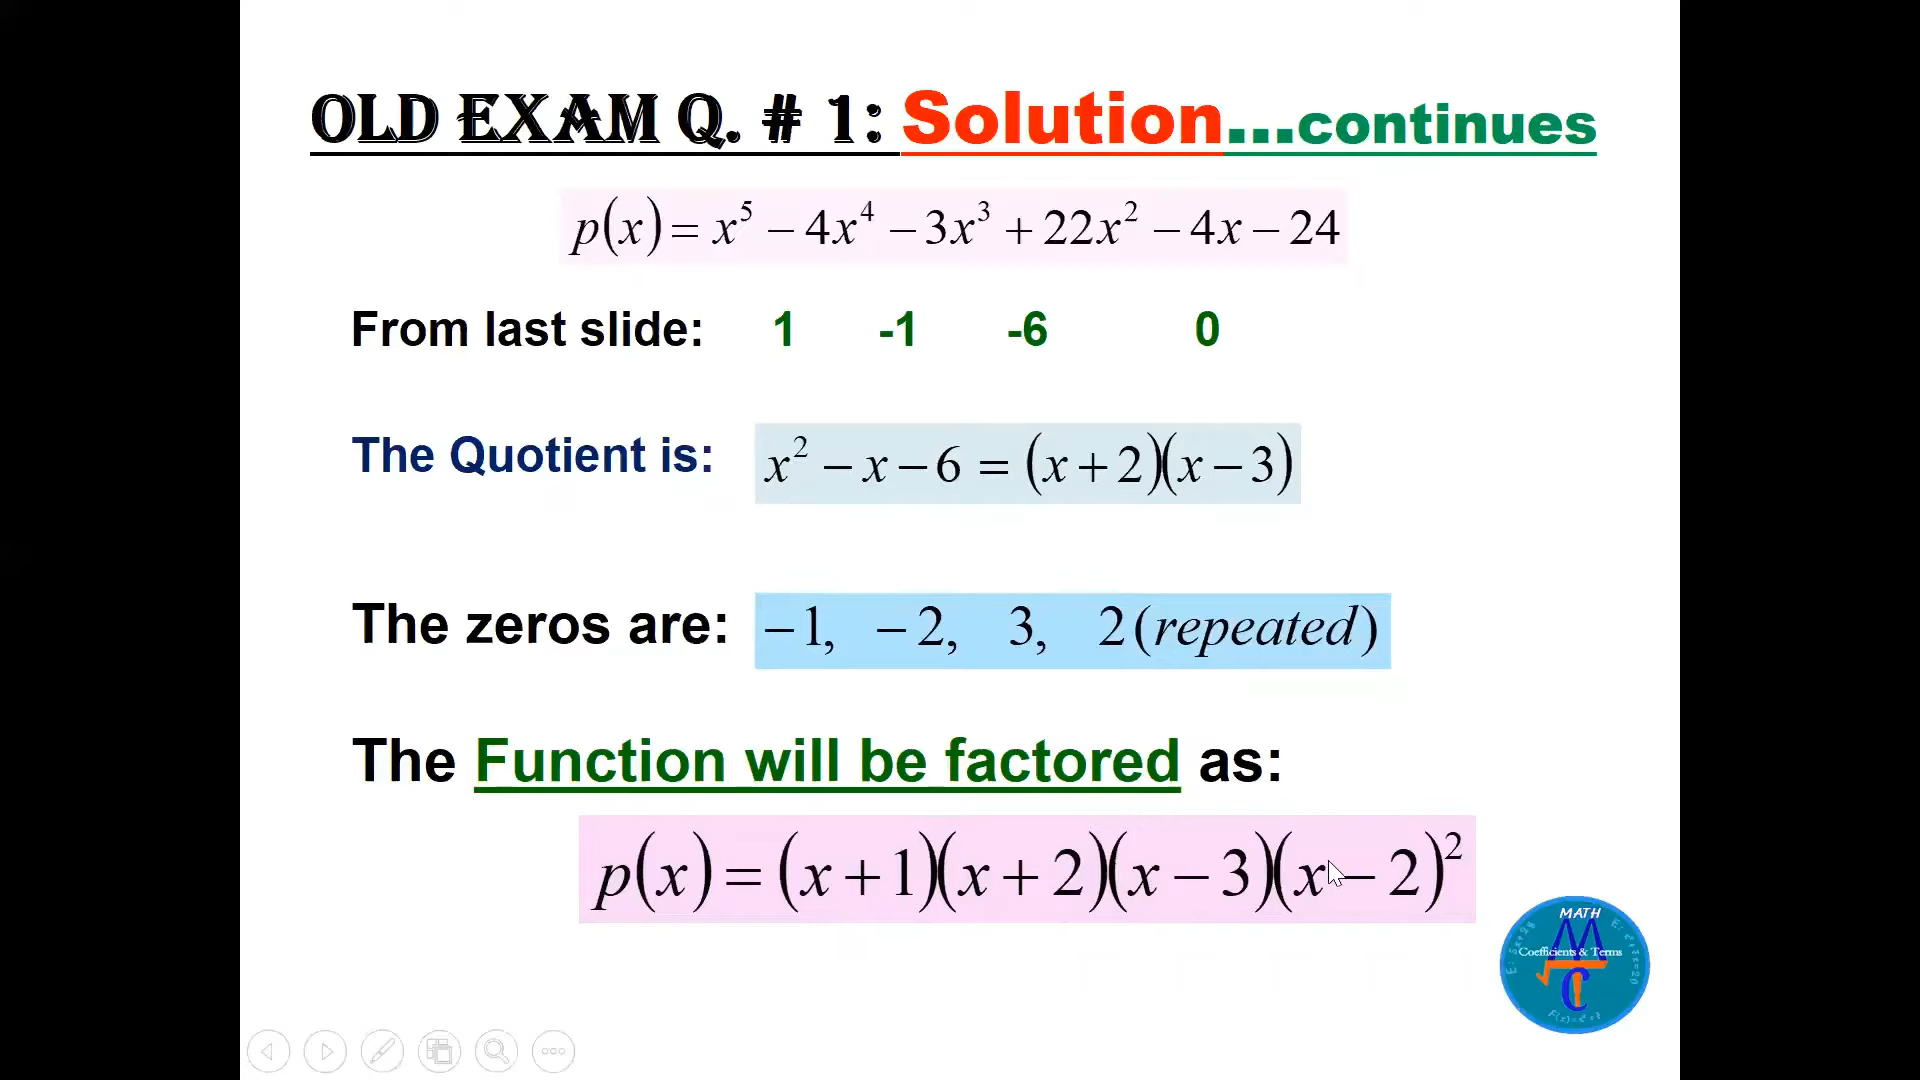 OLD EXAM Q. # 1: Solution...continues
p(x) = x⁵ − 4x⁴ − 3x³ + 22x² − 4x − 24
From last slide: 1 -1 -6 0
The Quotient is: x² − x − 6 = (x + 2)(x − 3)
The zeros are: −1, −2, 3, 2(repeated)
The Function will be factored as:
p(x) = (x + 1)(x + 2)(x − 3)(x − 2)²
MATH
Coefficients & Terms